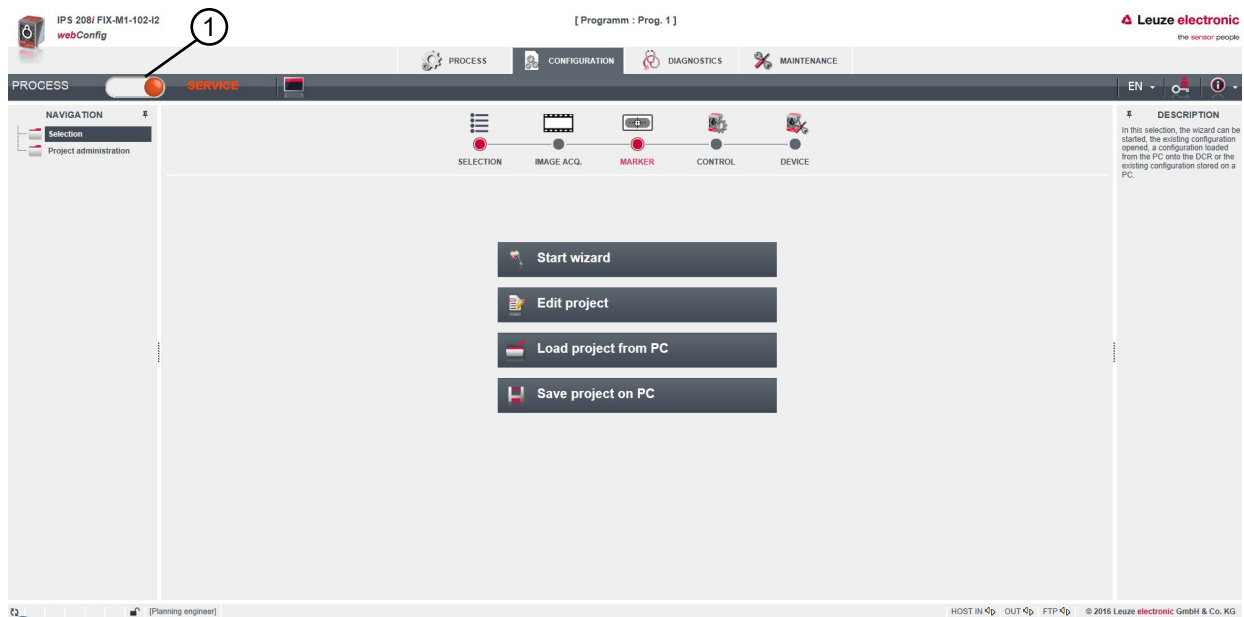 IPS 208i FIX-M1-102-I2
webConfig
1
[ Programm : Prog. 1 ]
Leuze electronic
the sensor people
PROCESS
CONFIGURATION
DIAGNOSTICS
MAINTENANCE
PROCESS
SERVICE
EN
NAVIGATION
Selection
Project administration
SELECTION
IMAGE ACQ.
MARKER
CONTROL
DEVICE
Start wizard
Edit project
Load project from PC
Save project on PC
DESCRIPTION
In this selection, the wizard can be
started, the existing configuration
opened, a configuration loaded
from the PC onto the DCR or the
existing configuration stored on a
PC.
[Planning engineer]
HOST IN
OUT
FTP
© 2016 Leuze electronic GmbH & Co. KG